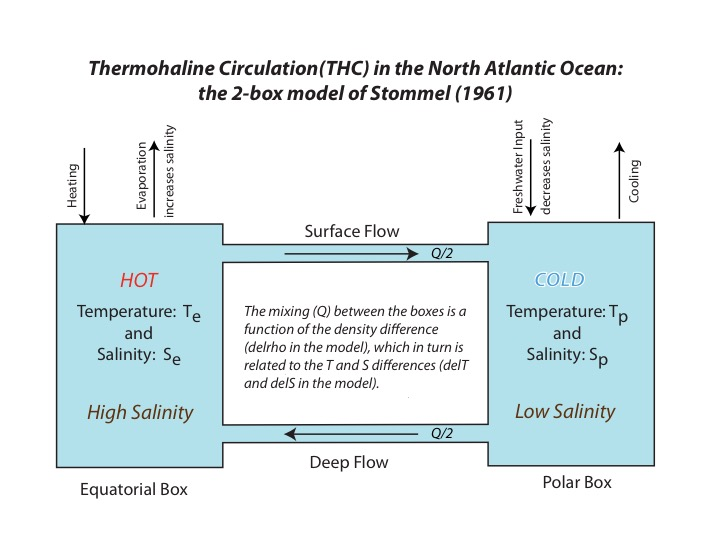 Thermohaline Circulation(THC) in the North Atlantic Ocean:
the 2-box model of Stommel (1961)
Heating
Evaporation
increases salinity
Freshwater Input
decreases salinity
Cooling
Surface Flow
Q/2
HOT
Temperature: Te
and
Salinity: Se
High Salinity
The mixing (Q) between the boxes is a
function of the density difference
(delrho in the model), which in turn is
related to the T and S differences (delT
and delS in the model).
COLD
Temperature: Tp
and
Salinity: Sp
Low Salinity
Q/2
Deep Flow
Equatorial Box
Polar Box